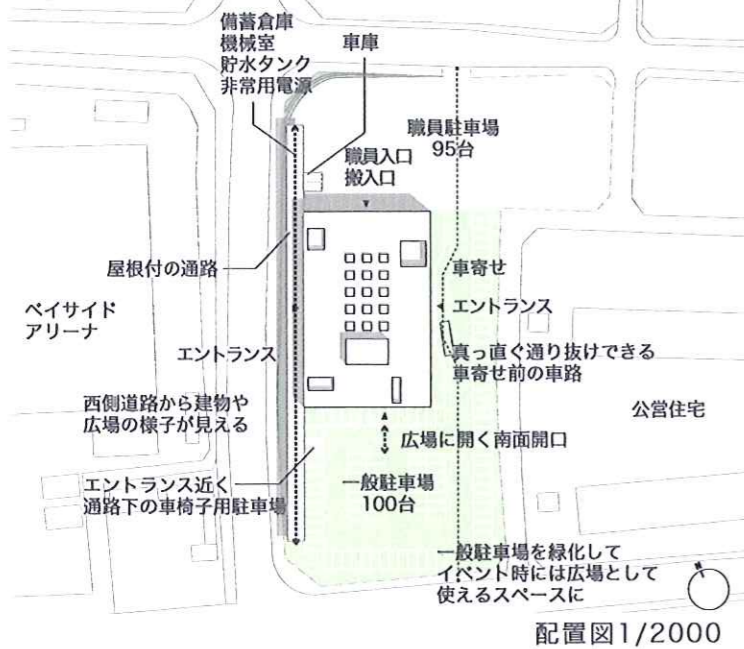 備蓄倉庫
機械室
貯水タンク
非常用電源
車庫
職員駐車場
95台
職員入口
搬入口
屋根付の通路
車寄せ
ベイサイド
アリーナ
エントランス
エントランス
真っ直ぐ通り抜けできる
車寄せ前の車路
西側道路から建物や
広場の様子が見える
公営住宅
広場に開く南面開口
エントランス近く
通路下の車椅子用駐車場
一般駐車場
100台
一般駐車場を緑化して
イベント時には広場として
使えるスペースに
N
配置図1/2000